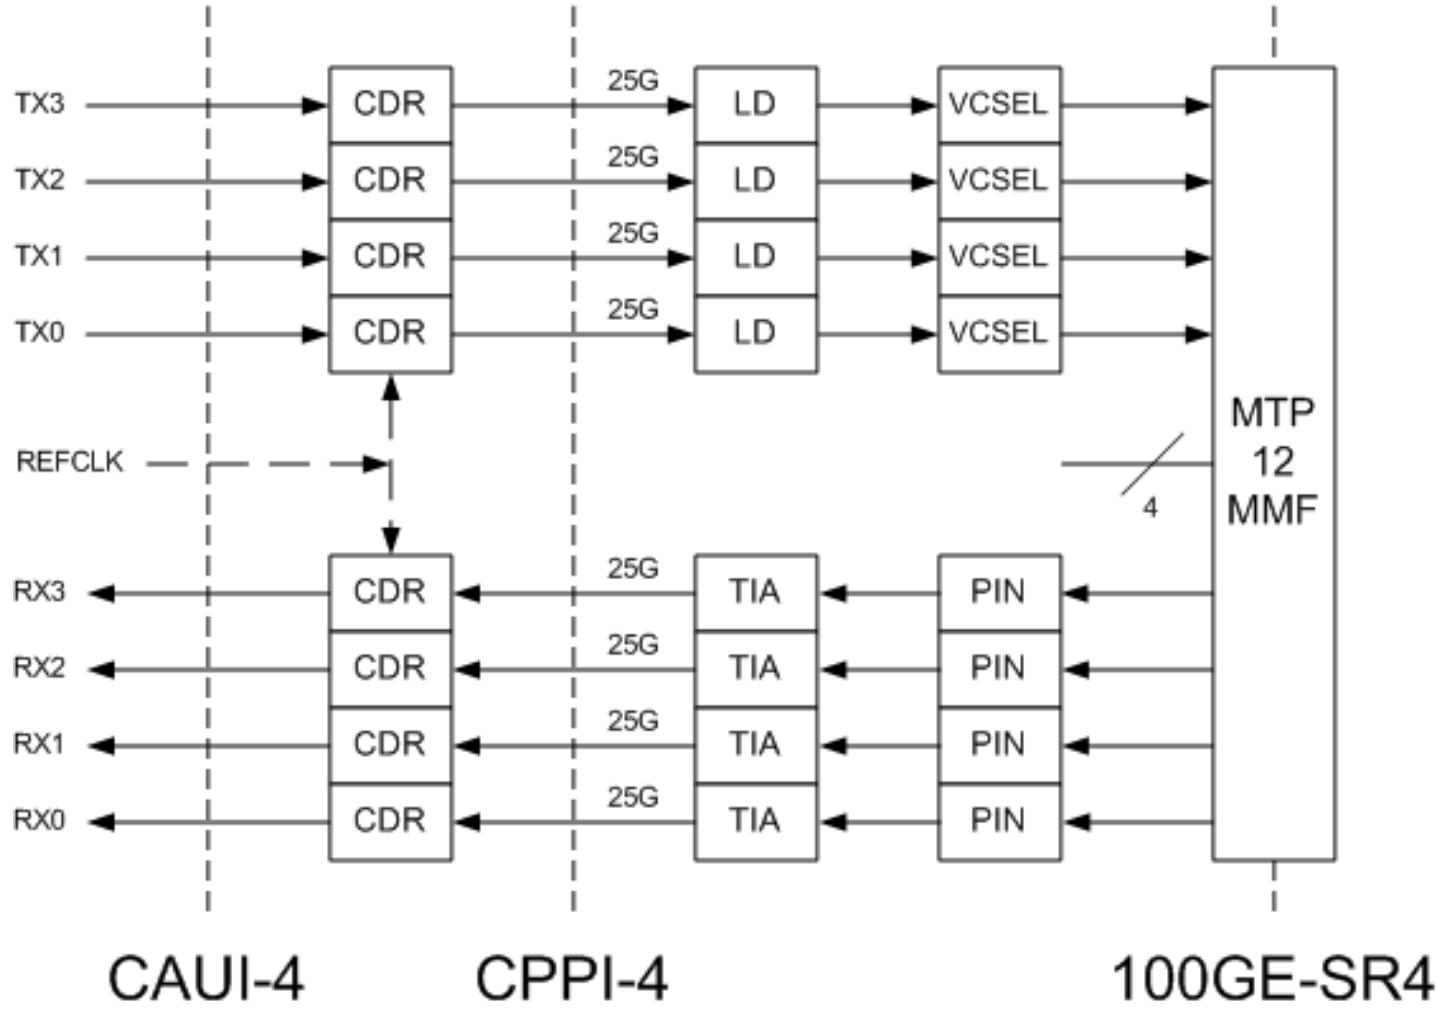 TX3 CDR 25G LD VCSEL
TX2 CDR 25G LD VCSEL
TX1 CDR 25G LD VCSEL
TX0 CDR 25G LD VCSEL
REFCLK
4
MTP
12
MMF
RX3 CDR 25G TIA PIN
RX2 CDR 25G TIA PIN
RX1 CDR 25G TIA PIN
RX0 CDR 25G TIA PIN
CAUI-4 CPPI-4 100GE-SR4